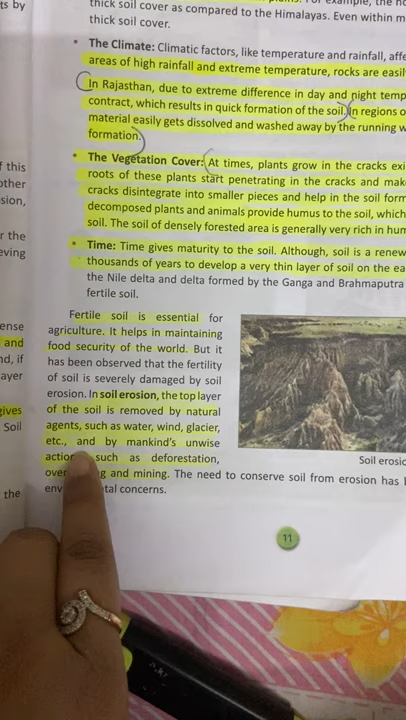 ts by
thick soil cover as compared to the Himalayas. Even within m
thick soil cover.
• The Climate: Climatic factors, like temperature and rainfall, affe
areas of high rainfall and extreme temperature, rocks are easil
In Rajasthan, due to extreme difference in day and night temp
contract, which results in quick formation of the soil. In regions o
material easily gets dissolved and washed away by the running w
formation.
• The Vegetation Cover: At times, plants grow in the cracks exi
roots of these plants start penetrating in the cracks and mak
cracks disintegrate into smaller pieces and help in the soil form
decomposed plants and animals provide humus to the soil, which
soil. The soil of densely forested area is generally very rich in hum
• Time: Time gives maturity to the soil. Although, soil is a renew
thousands of years to develop a very thin layer of soil on the ea
the Nile delta and delta formed by the Ganga and Brahmaputra
fertile soil.
f this
other
sion,
r the
eving
ense
and
nd, if
ayer
gives
Soil
the
Fertile soil is essential for
agriculture. It helps in maintaining
food security of the world. But it
has been observed that the fertility
of soil is severely damaged by soil
erosion. In soil erosion, the top layer
of the soil is removed by natural
agents, such as water, wind, glacier,
etc., and by mankind's unwise
action such as deforestation,
over g and mining. The need to conserve soil from erosion has
env tal concerns.
Soil erosio
11